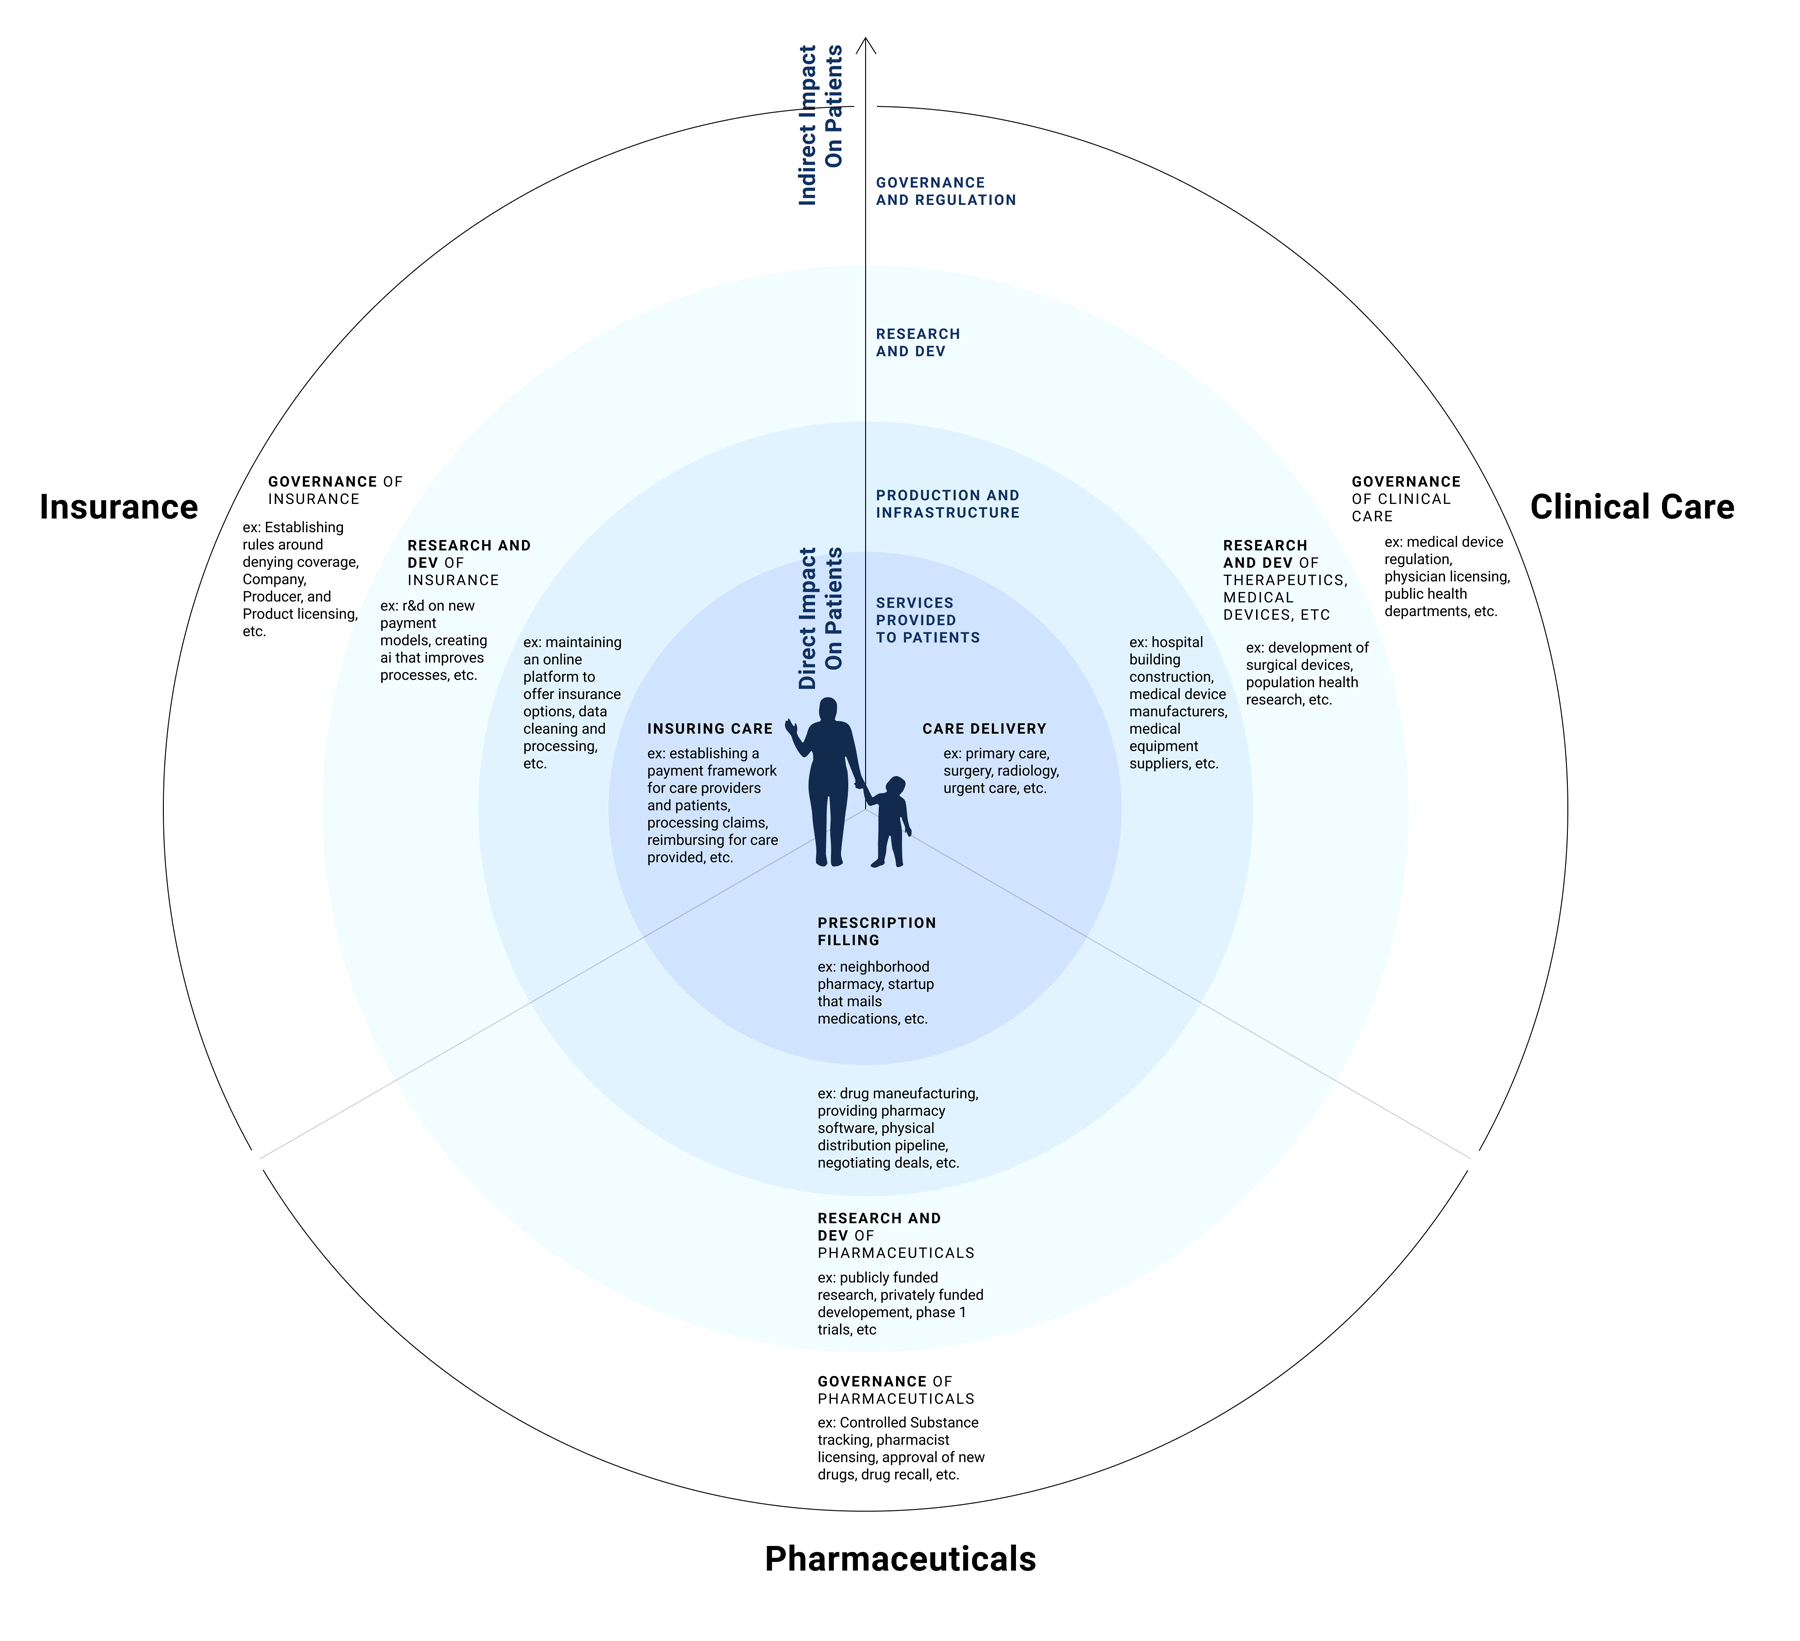 Indirect Impact
On Patients
GOVERNANCE
AND REGULATION
RESEARCH
AND DEV
PRODUCTION AND
INFRASTRUCTURE
Direct Impact
On Patients
SERVICES
PROVIDED
TO PATIENTS
Insurance
GOVERNANCE OF
INSURANCE
ex: Establishing
rules around
denying coverage,
Company,
Producer, and
Product licensing,
etc.
RESEARCH AND
DEV OF
INSURANCE
ex: r&d on new
payment
models, creating
ai that improves
processes, etc.
ex: maintaining
an online
platform to
offer insurance
options, data
cleaning and
processing,
etc.
INSURING CARE
ex: establishing a
payment framework
for care providers
and patients,
processing claims,
reimbursing for care
provided, etc.
CARE DELIVERY
ex: primary care,
surgery, radiology,
urgent care, etc.
ex: hospital
building
construction,
medical device
manufacturers,
medical
equipment
suppliers, etc.
RESEARCH
AND DEV OF
THERAPEUTICS,
MEDICAL
DEVICES, ETC
ex: development of
surgical devices,
population health
research, etc.
GOVERNANCE
OF CLINICAL
CARE
ex: medical device
regulation,
physician licensing,
public health
departments, etc.
Clinical Care
PRESCRIPTION
FILLING
ex: neighborhood
pharmacy, startup
that mails
medications, etc.
ex: drug maneufacturing,
providing pharmacy
software, physical
distribution pipeline,
negotiating deals, etc.
RESEARCH AND
DEV OF
PHARMACEUTICALS
ex: publicly funded
research, privately funded
developement, phase 1
trials, etc
GOVERNANCE OF
PHARMACEUTICALS
ex: Controlled Substance
tracking, pharmacist
licensing, approval of new
drugs, drug recall, etc.
Pharmaceuticals